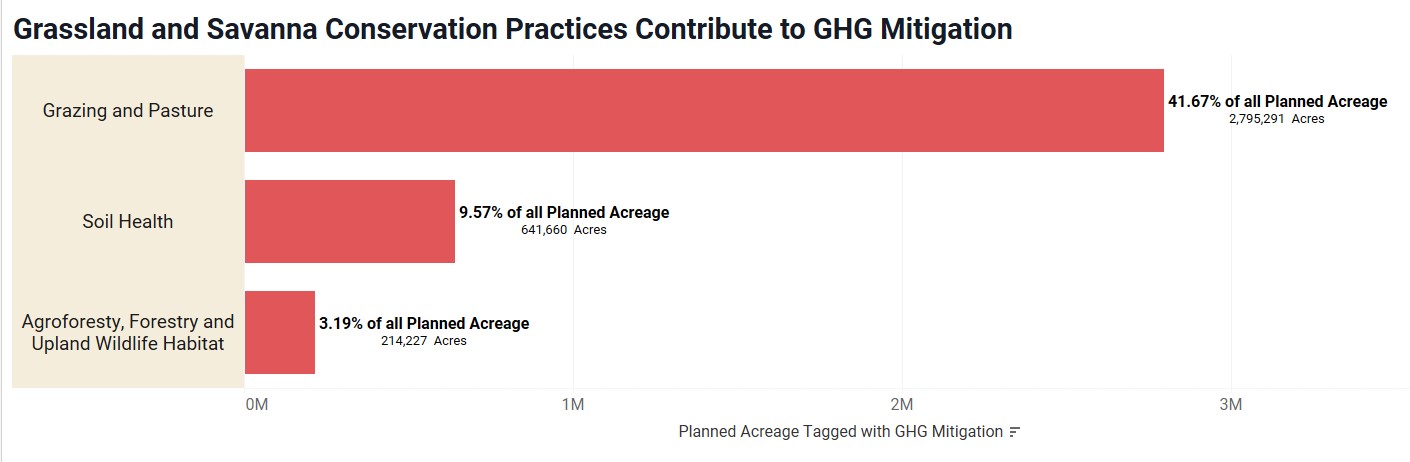 Grassland and Savanna Conservation Practices Contribute to GHG Mitigation
Grazing and Pasture
41.67% of all Planned Acreage
2,795,291 Acres
Soil Health
9.57% of all Planned Acreage
641,660 Acres
Agroforesty, Forestry and
Upland Wildlife Habitat
3.19% of all Planned Acreage
214,227 Acres
0M 1M 2M 3M
Planned Acreage Tagged with GHG Mitigation